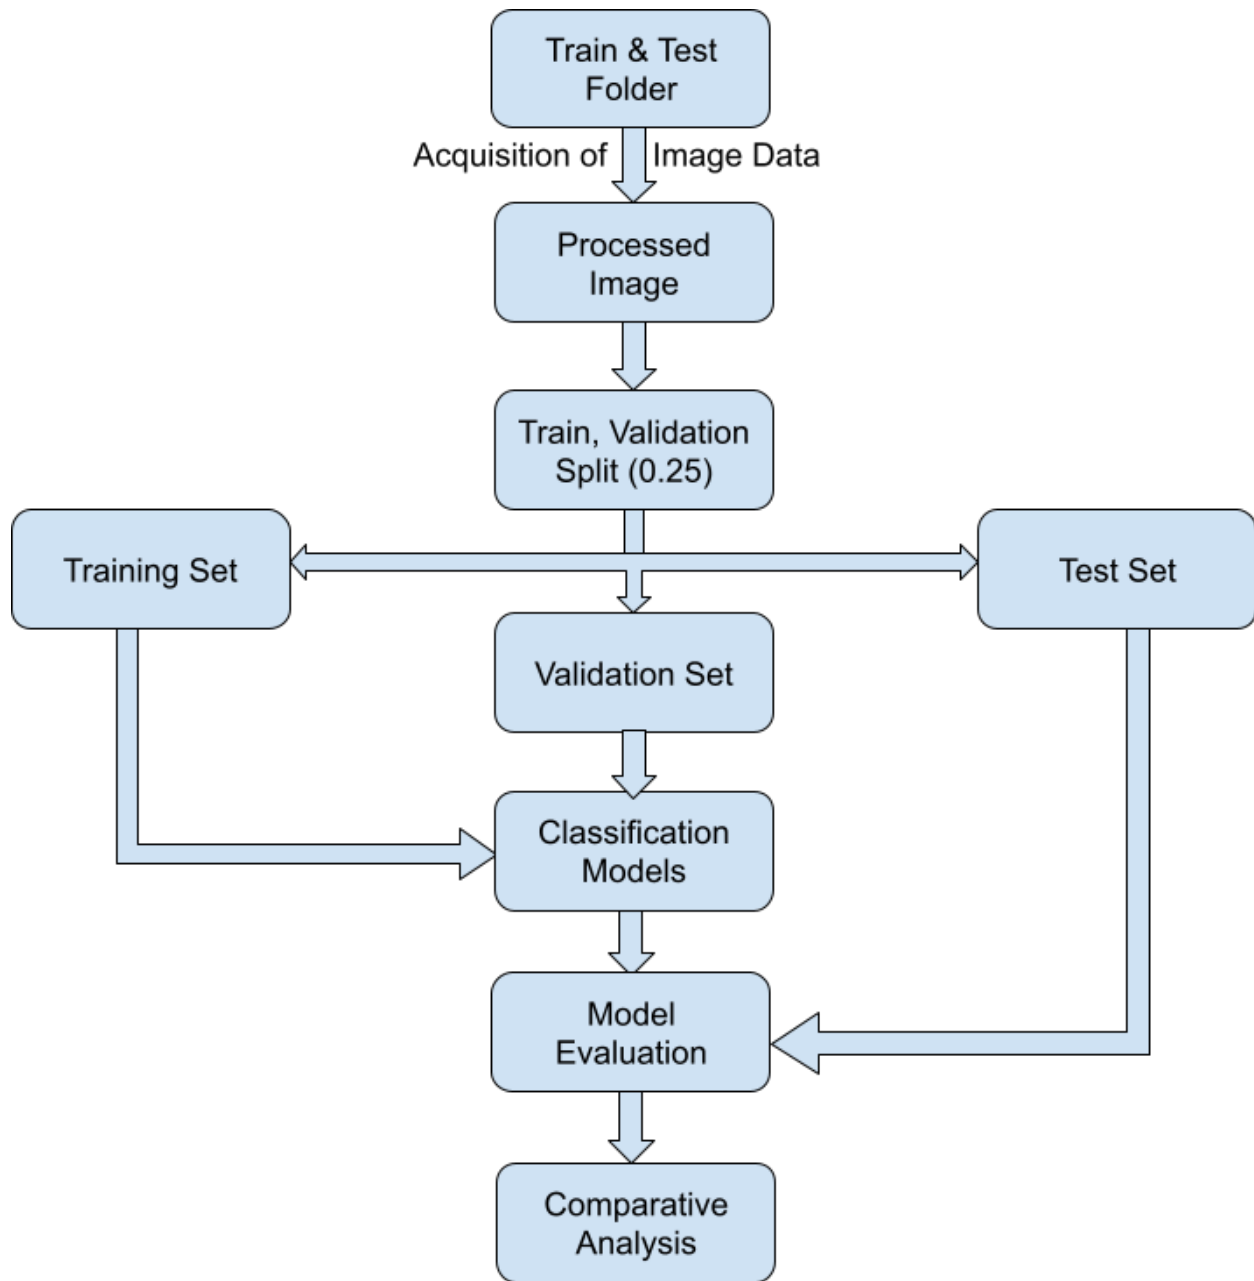 Train & Test
Folder
Acquisition of Image Data
Processed
Image
Train, Validation
Split (0.25)
Training Set
Test Set
Validation Set
Classification
Models
Model
Evaluation
Comparative
Analysis